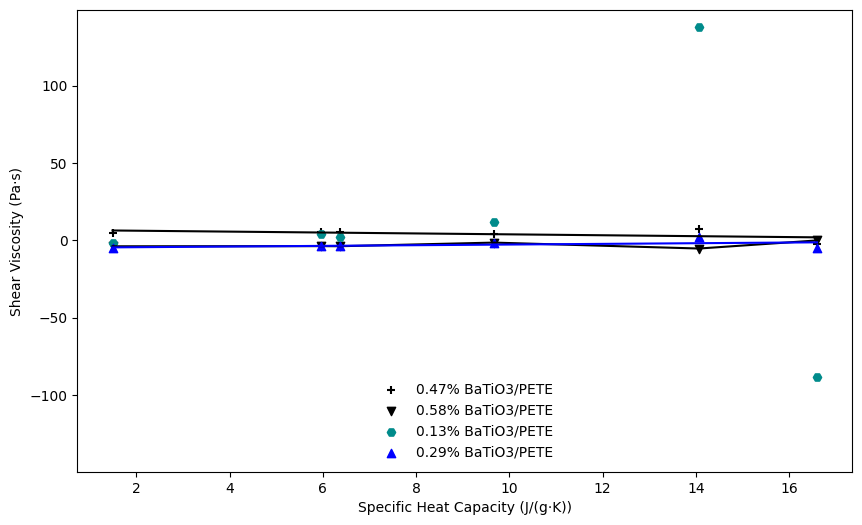 100
50
0
−50
−100
Shear Viscosity (Pa·s)
0.47% BaTiO3/PETE
0.58% BaTiO3/PETE
0.13% BaTiO3/PETE
0.29% BaTiO3/PETE
2 4 6 8 10 12 14 16
Specific Heat Capacity (J/(g·K))